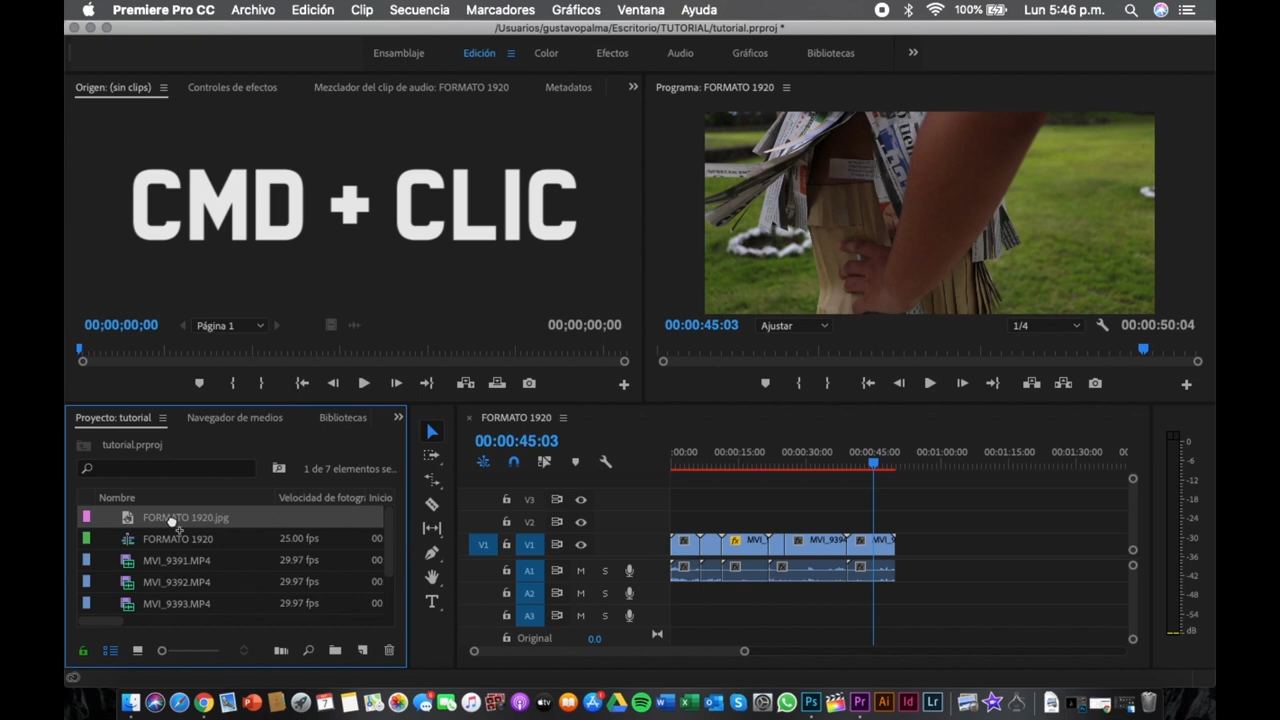 Premiere Pro CC Archivo Edición Clip Secuencia Marcadores Gráficos Ventana Ayuda 100% Lun 5:46 p.m.
/Usuarios/gustavopalma/Escritorio/TUTORIAL/tutorial.prproj *
Ensamblaje Edición Color Efectos Audio Gráficos Bibliotecas
Origen: (sin clips) Controles de efectos Mezclador del clip de audio: FORMATO 1920 Metadatos
Programa: FORMATO 1920
CMD + CLIC
00;00;00;00 Página 1 00;00;00;00
00:00:45:03 Ajustar 1/4 00:00:50:04
Proyecto: tutorial Navegador de medios Bibliotecas
tutorial.prproj
1 de 7 elementos se...
Nombre Velocidad de fotogr Inicio
FORMATO 1920.jpg
FORMATO 1920 25.00 fps 00
MVI_9391.MP4 29.97 fps 00
MVI_9392.MP4 29.97 fps 00
MVI_9393.MP4 29.97 fps 00
FORMATO 1920
00:00:45:03
:00:00 00:00:15:00 00:00:30:00 00:00:45:00 00:01:00:00 00:01:15:00 00:01:30:00 00
V3
V2
V1 V1 fx MVI_ fx MVI_9394 fx MVI_9
A1 M S
A2 M S
A3 M S
Original 0.0
0
-6
-12
-18
-24
-30
-36
-42
-48
-54
dB